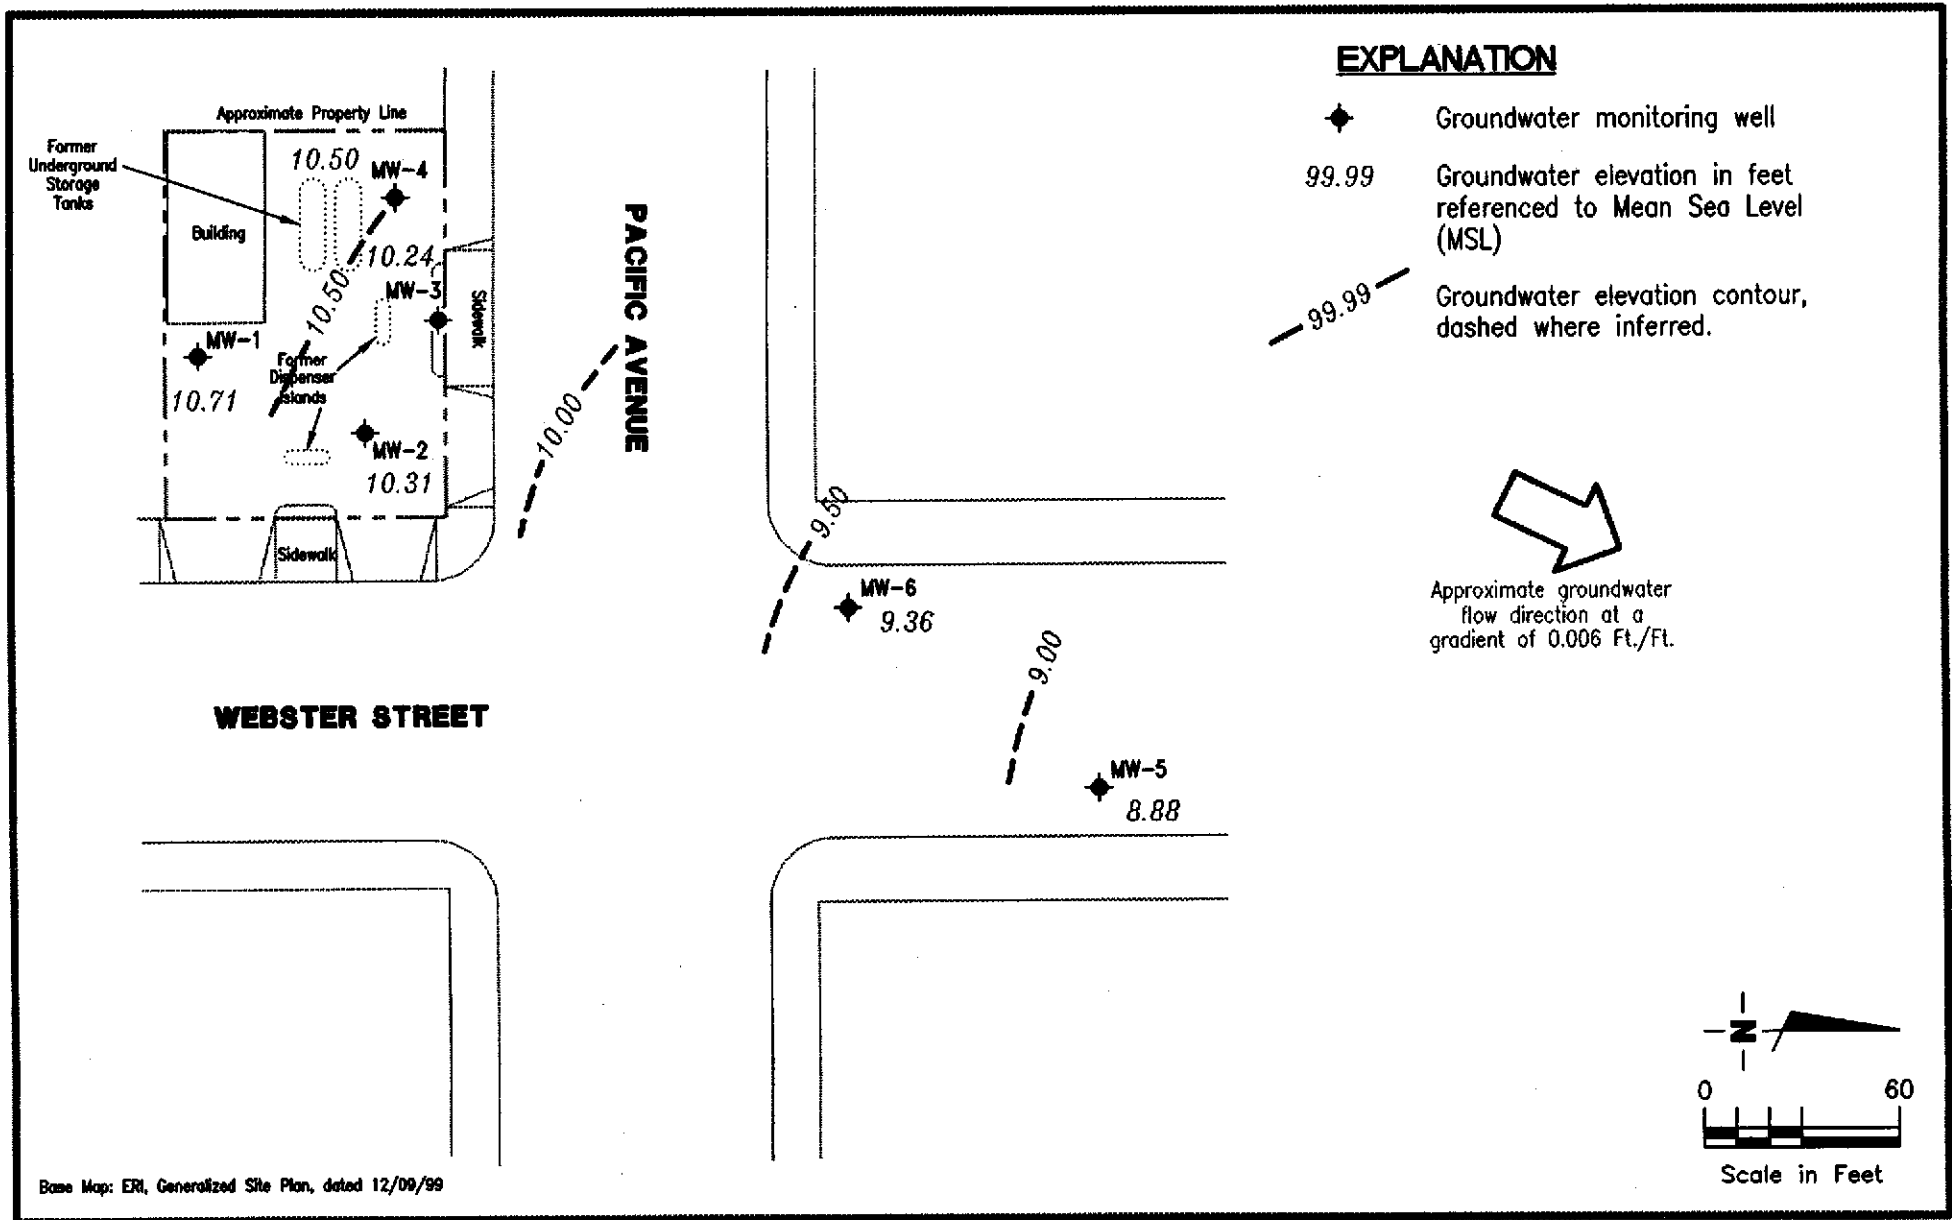 EXPLANATION
Groundwater monitoring well
99.99
Groundwater elevation in feet
referenced to Mean Sea Level
(MSL)
99.99
Groundwater elevation contour,
dashed where inferred.
Approximate Property Line
Former
Underground
Storage
Tanks
Building
10.50
MW-4
10.24
MW-3
10.50
MW-1
10.71
Former
Dispenser
Islands
MW-2
10.31
Sidewalk
Sidewalk
PACIFIC AVENUE
10.00
9.50
MW-6
9.36
9.00
MW-5
8.88
WEBSTER STREET
Approximate groundwater
flow direction at a
gradient of 0.006 Ft./Ft.
N
0 60
Scale in Feet
Base Map: ERI, Generalized Site Plan, dated 12/09/99